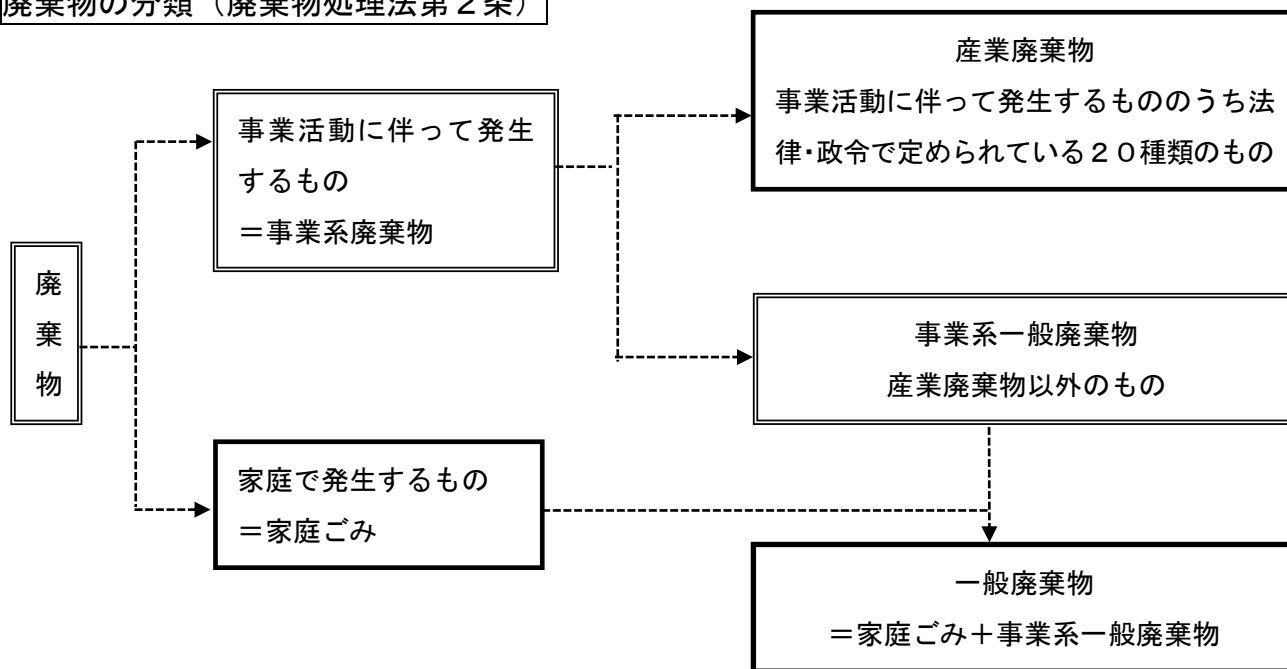 廃棄物の分類（廃棄物処理法第２条）
産業廃棄物
事業活動に伴って発生するもののうち法
律・政令で定められている２０種類のもの
事業活動に伴って発生
するもの
＝事業系廃棄物
廃棄物
事業系一般廃棄物
産業廃棄物以外のもの
家庭で発生するもの
＝家庭ごみ
一般廃棄物
＝家庭ごみ＋事業系一般廃棄物